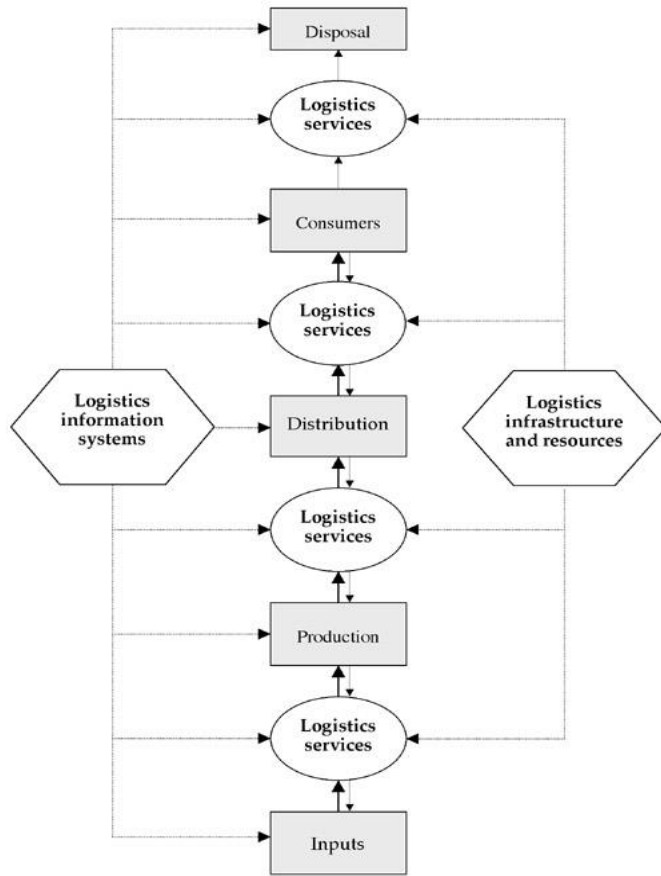 Disposal
Logistics
services
Consumers
Logistics
services
Logistics
information
systems
Distribution
Logistics
infrastructure
and resources
Logistics
services
Production
Logistics
services
Inputs